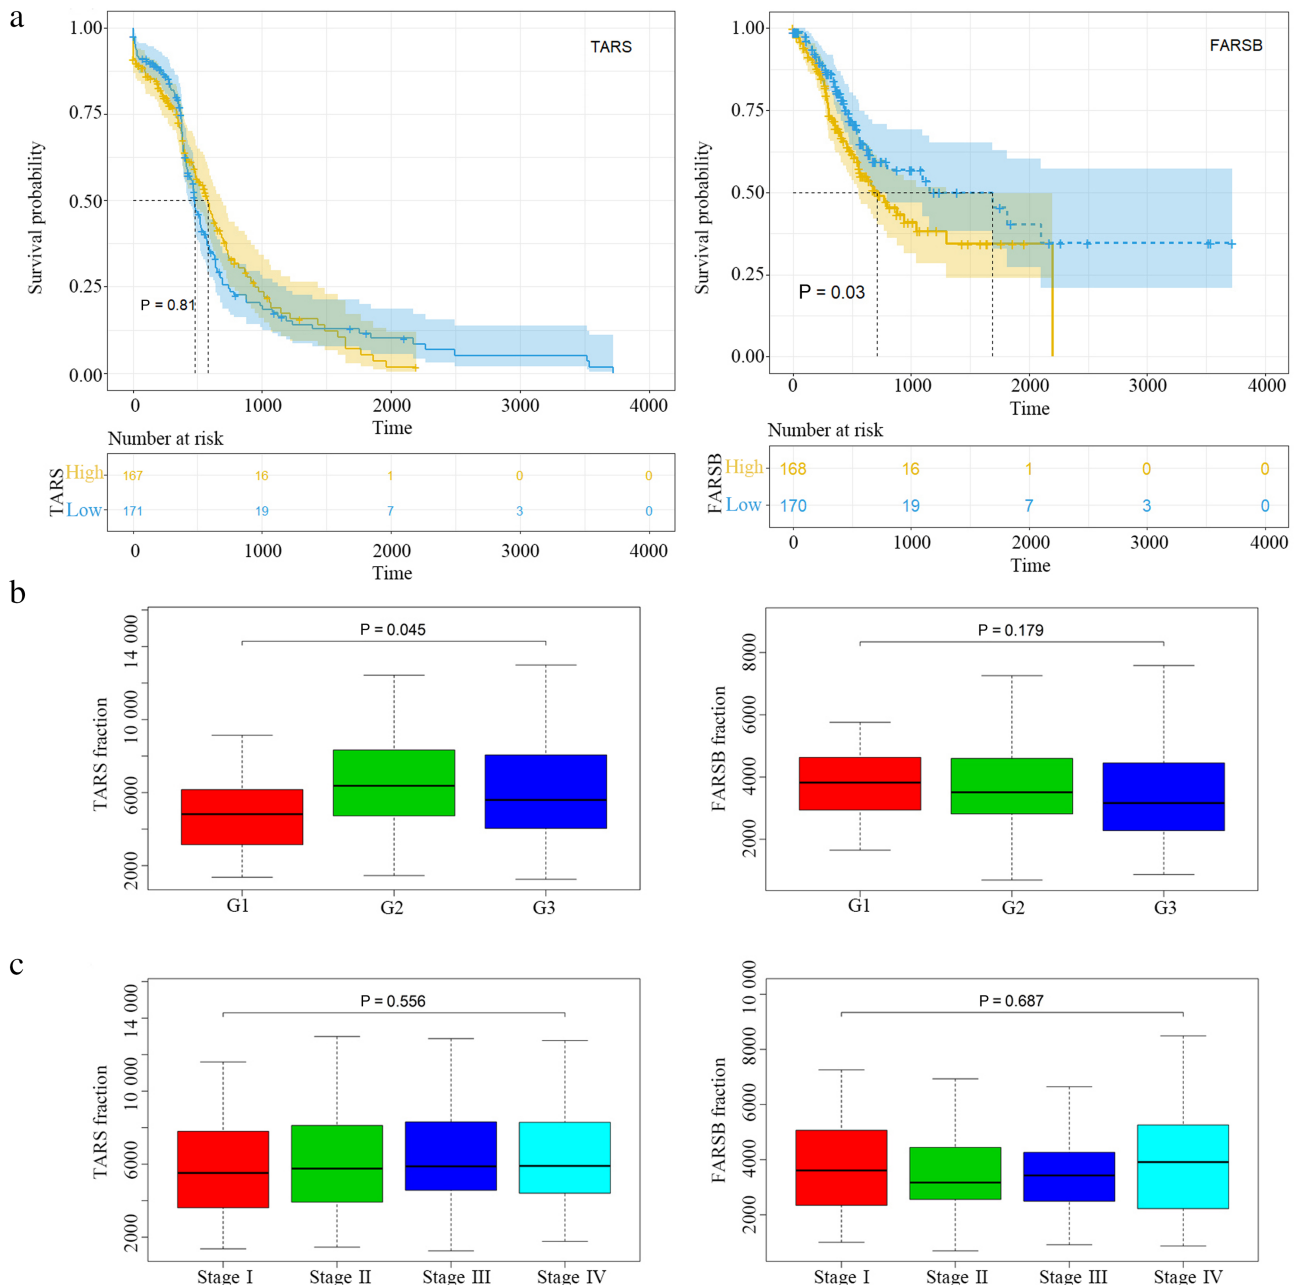 a
TARS
1.00
0.75
0.50
0.25
0.00
Survival probability
P = 0.81
0 1000 2000 3000 4000
Time
Number at risk
TARS
High 167 16 1 0 0
Low 171 19 7 3 0
0 1000 2000 3000 4000
Time
FARSB
1.00
0.75
0.50
0.25
0.00
Survival probability
P = 0.03
0 1000 2000 3000 4000
Time
Number at risk
FARSB
High 168 16 1 0 0
Low 170 19 7 3 0
0 1000 2000 3000 4000
Time
b
TARS fraction
14 000
10 000
6000
2000
P = 0.045
G1 G2 G3
FARSB fraction
8000
6000
4000
2000
P = 0.179
G1 G2 G3
c
TARS fraction
14 000
10 000
6000
2000
P = 0.556
Stage I Stage II Stage III Stage IV
FARSB fraction
10 000
8000
6000
4000
2000
P = 0.687
Stage I Stage II Stage III Stage IV